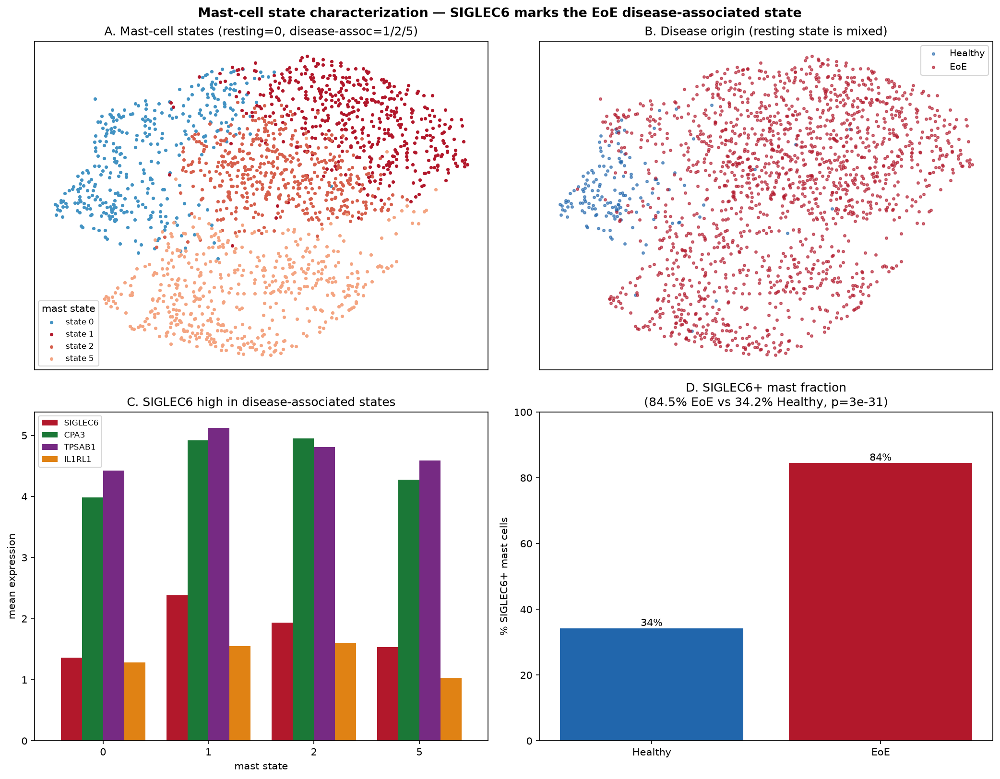 Mast-cell state characterization — SIGLEC6 marks the EoE disease-associated state
A. Mast-cell states (resting=0, disease-assoc=1/2/5)
mast state
state 0
state 1
state 2
state 5
B. Disease origin (resting state is mixed)
Healthy
EoE
C. SIGLEC6 high in disease-associated states
SIGLEC6
CPA3
TPSAB1
IL1RL1
mean expression
5
4
3
2
1
0
0 1 2 5
mast state
D. SIGLEC6+ mast fraction
(84.5% EoE vs 34.2% Healthy, p=3e-31)
% SIGLEC6+ mast cells
100
80
60
40
20
0
34%
84%
Healthy EoE